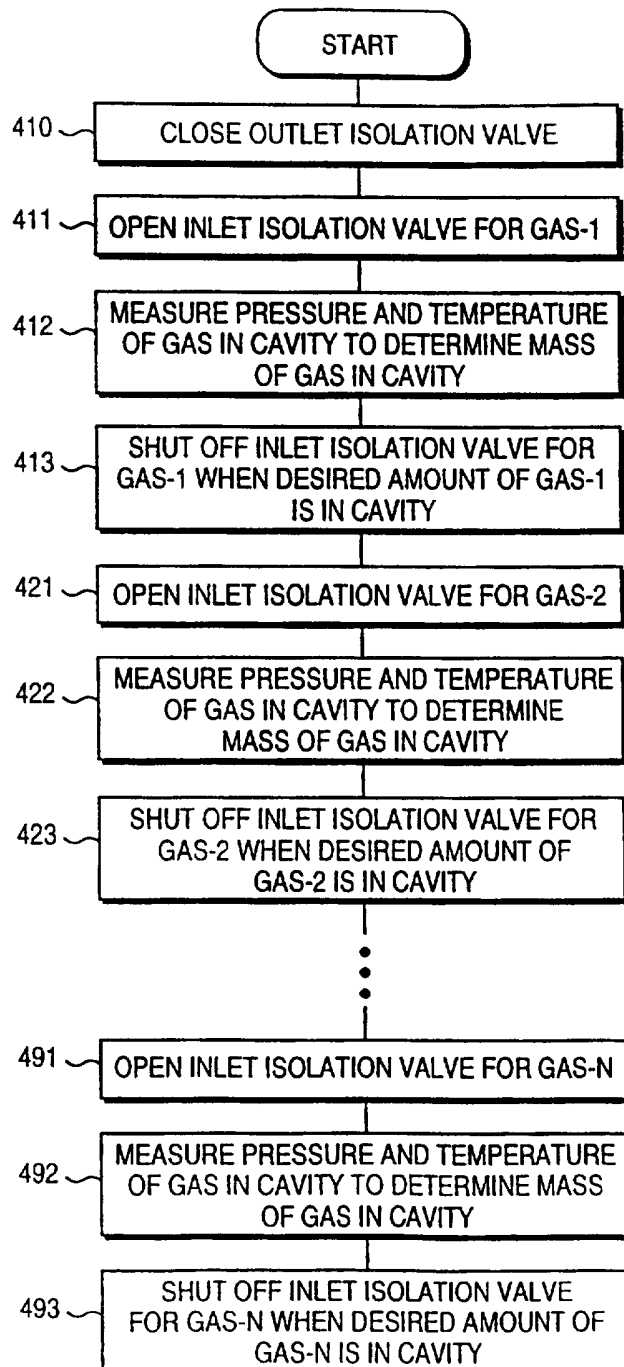 START
410
CLOSE OUTLET ISOLATION VALVE
411
OPEN INLET ISOLATION VALVE FOR GAS-1
412
MEASURE PRESSURE AND TEMPERATURE
OF GAS IN CAVITY TO DETERMINE MASS
OF GAS IN CAVITY
413
SHUT OFF INLET ISOLATION VALVE FOR
GAS-1 WHEN DESIRED AMOUNT OF GAS-1
IS IN CAVITY
421
OPEN INLET ISOLATION VALVE FOR GAS-2
422
MEASURE PRESSURE AND TEMPERATURE
OF GAS IN CAVITY TO DETERMINE
MASS OF GAS IN CAVITY
423
SHUT OFF INLET ISOLATION VALVE FOR
GAS-2 WHEN DESIRED AMOUNT OF
GAS-2 IS IN CAVITY
491
OPEN INLET ISOLATION VALVE FOR GAS-N
492
MEASURE PRESSURE AND TEMPERATURE
OF GAS IN CAVITY TO DETERMINE MASS
OF GAS IN CAVITY
493
SHUT OFF INLET ISOLATION VALVE
FOR GAS-N WHEN DESIRED AMOUNT OF
GAS-N IS IN CAVITY